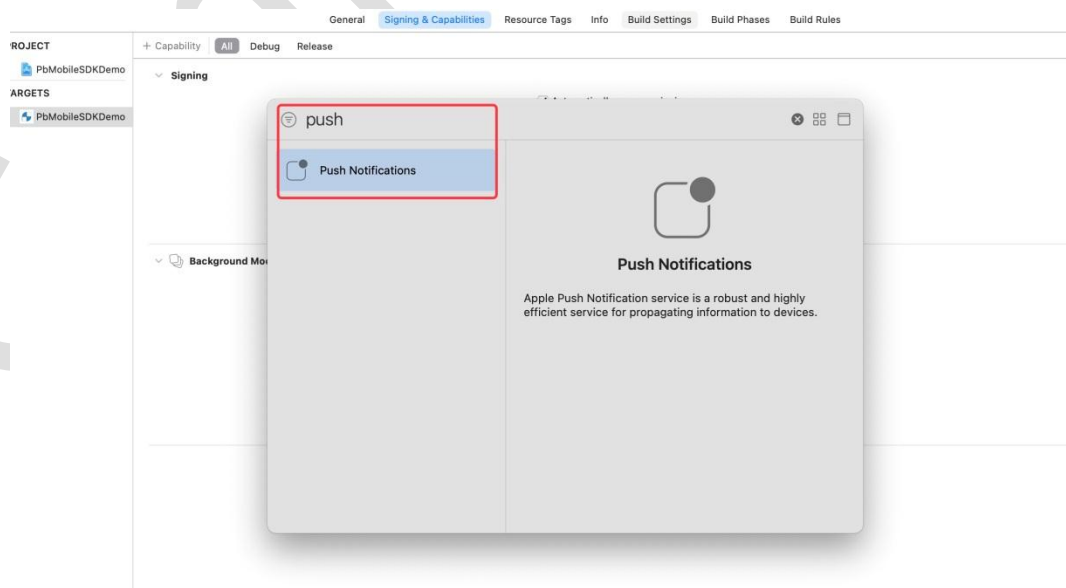 General Signing & Capabilities Resource Tags Info Build Settings Build Phases Build Rules
ROJECT
+ Capability All Debug Release
PbMobileSDKDemo
Signing
ARGETS
PbMobileSDKDemo
push
Push Notifications
Background Mo
Push Notifications
Apple Push Notification service is a robust and highly
efficient service for propagating information to devices.